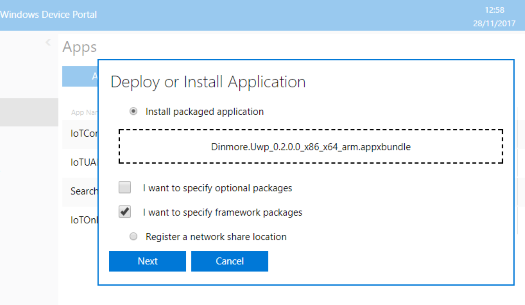 Windows Device Portal
12:58
28/11/2017
Apps
A
App Nam
Deploy or Install Application
Install packaged application
Dinmore.Uwp_0.2.0.0_x86_x64_arm.appxbundle
IoTCor
IoTUA
I want to specify optional packages
Search
I want to specify framework packages
IoTOnl
Register a network share location
Next
Cancel